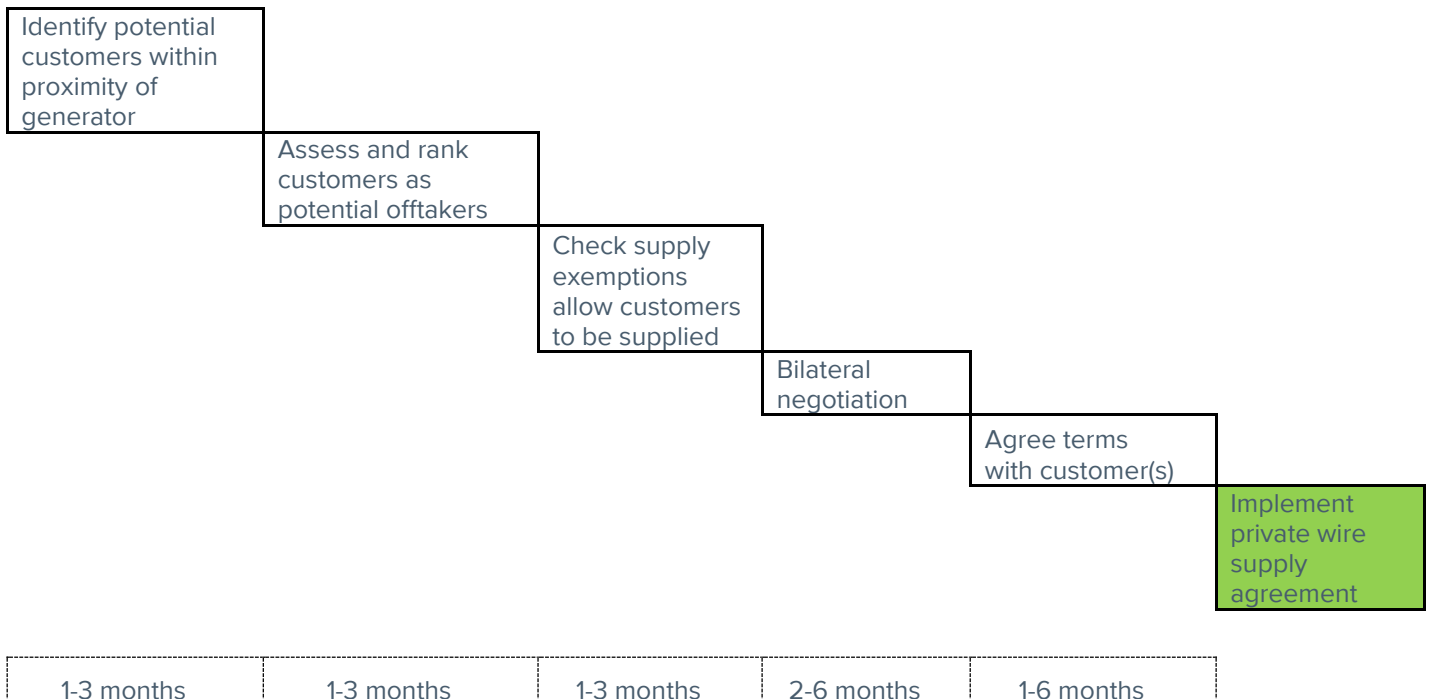 Identify potential
customers within
proximity of
generator
Assess and rank
customers as
potential offtakers
Check supply
exemptions
allow customers
to be supplied
Bilateral
negotiation
Agree terms
with customer(s)
Implement
private wire
supply
agreement
1-3 months
1-3 months
1-3 months
2-6 months
1-6 months